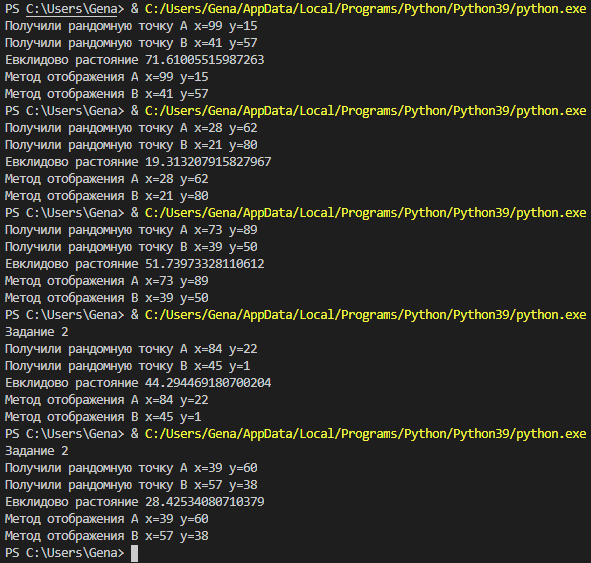 PS C:\Users\Gena> & C:/Users/Gena/AppData/Local/Programs/Python/Python39/python.exe
Получили рандомную точку A x=99 y=15
Получили рандомную точку B x=41 y=57
Евклидово растояние 71.61005515987263
Метод отображения A x=99 y=15
Метод отображения B x=41 y=57
PS C:\Users\Gena> & C:/Users/Gena/AppData/Local/Programs/Python/Python39/python.exe
Получили рандомную точку A x=28 y=62
Получили рандомную точку B x=21 y=80
Евклидово растояние 19.313207915827967
Метод отображения A x=28 y=62
Метод отображения B x=21 y=80
PS C:\Users\Gena> & C:/Users/Gena/AppData/Local/Programs/Python/Python39/python.exe
Получили рандомную точку A x=73 y=89
Получили рандомную точку B x=39 y=50
Евклидово растояние 51.73973328110612
Метод отображения A x=73 y=89
Метод отображения B x=39 y=50
PS C:\Users\Gena> & C:/Users/Gena/AppData/Local/Programs/Python/Python39/python.exe
Задание 2
Получили рандомную точку A x=84 y=22
Получили рандомную точку B x=45 y=1
Евклидово растояние 44.294469180700204
Метод отображения A x=84 y=22
Метод отображения B x=45 y=1
PS C:\Users\Gena> & C:/Users/Gena/AppData/Local/Programs/Python/Python39/python.exe
Задание 2
Получили рандомную точку A x=39 y=60
Получили рандомную точку B x=57 y=38
Евклидово растояние 28.42534080710379
Метод отображения A x=39 y=60
Метод отображения B x=57 y=38
PS C:\Users\Gena>